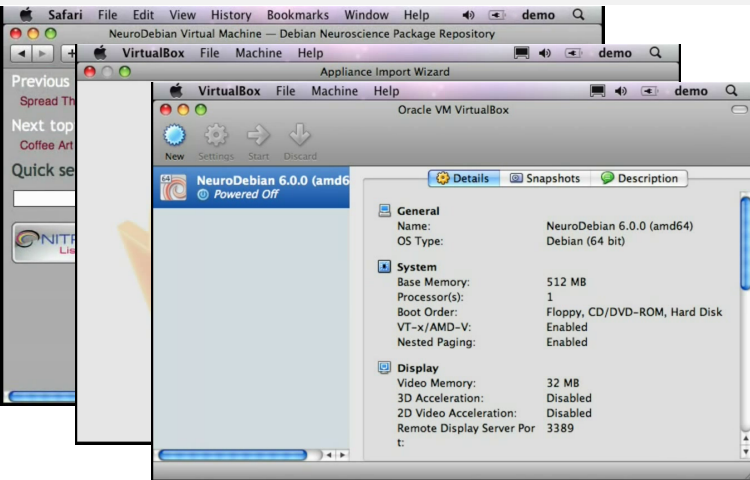 Safari File Edit View History Bookmarks Window Help demo
NeuroDebian Virtual Machine — Debian Neuroscience Package Repository
VirtualBox File Machine Help demo
Appliance Import Wizard
Previous
Spread Th
Next top
Coffee Art
Quick se
NITR
Lis
VirtualBox File Machine Help demo
Oracle VM VirtualBox
New Settings Start Discard
Details Snapshots Description
64
NeuroDebian 6.0.0 (amd6
Powered Off
General
Name: NeuroDebian 6.0.0 (amd64)
OS Type: Debian (64 bit)
System
Base Memory: 512 MB
Processor(s): 1
Boot Order: Floppy, CD/DVD-ROM, Hard Disk
VT-x/AMD-V: Enabled
Nested Paging: Enabled
Display
Video Memory: 32 MB
3D Acceleration: Disabled
2D Video Acceleration: Disabled
Remote Display Server Por 3389
t: